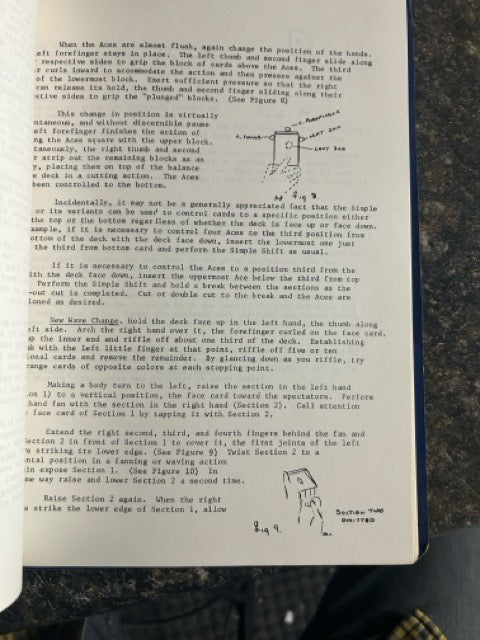 When the Aces are almost flush, again change the position of the hands.
left forefinger stays in place. The left thumb and second finger slide along
respective sides to grip the block of cards above the Aces. The third
curls inward to accommodate the action and then presses against the
of the lowermost block. Exert sufficient pressure so that the right
can release its hold, the thumb and second finger sliding along their
ective sides to grip the "plunged" blocks. (See Figure 8)
This change in position is virtually
ntaneous, and without discernible pause
eft forefinger finishes the action of
ng the Aces square with the upper block.
taneously, the right thumb and second
r strip out the remaining blocks as an
y, placing them on top of the balance
e deck in a cutting action. The Aces
been controlled to the bottom.
Fig 8.
Incidentally, it may not be a generally appreciated fact that the Simple
or its variants can be used to control cards to a specific position either
the top or the bottom regardless of whether the deck is face up or face down.
xample, if it is necessary to control four Aces to the third position from
ottom of the deck with the deck face down, insert the lowermost one just
the third from bottom card and perform the Simple Shift as usual.
If it is necessary to control the Aces to a position third from the
ith the deck face down, insert the uppermost Ace below the third from top
Perform the Simple Shift and hold a break between the sections as the
-out cut is completed. Cut or double cut to the break and the Aces are
ioned as desired.
New Wave Change. Hold the deck face up in the left hand, the thumb along
eft side. Arch the right hand over it, the forefinger curled on the face card.
up the inner end and riffle off about one third of the deck. Establishing
ak with the left little finger at that point, riffle off five or ten
ional cards and remove the remainder. By glancing down as you riffle, try
range cards of opposite colors at each stopping point.
Making a body turn to the left, raise the section in the left hand
ion 1) to a vertical position, the face card toward the spectators. Perform
hand fan with the section in the right hand (Section 2). Call attention
face card of Section 1 by tapping it with Section 2.
Extend the right second, third, and fourth fingers behind the fan and
Section 2 in front of Section 1 to cover it, the first joints of the left
s striking its lower edge. (See Figure 9) Twist Section 2 to a
ntal position in a fanning or waving action
in expose Section 1. (See Figure 10) In
me way raise and lower Section 2 a second time.
Raise Section 2 again. When the right
s strike the lower edge of Section 1, allow
SECTION TWO
OMITTED
Fig 9.